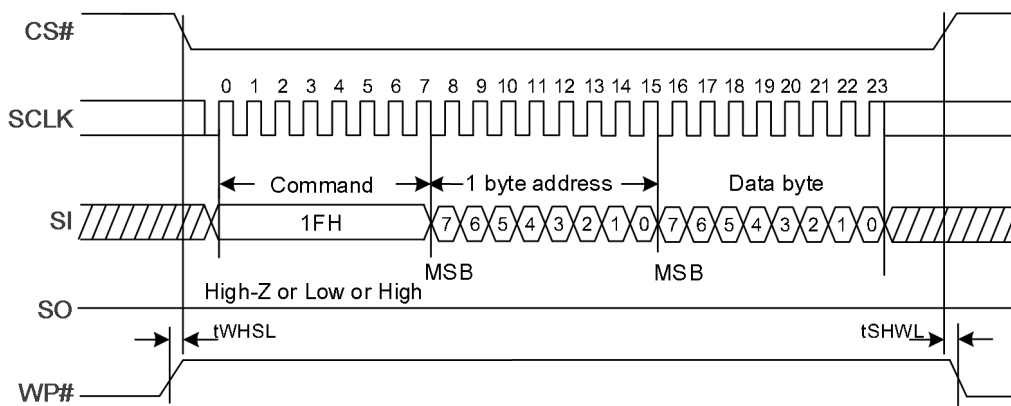 CS#
0 1 2 3 4 5 6 7 8 9 10 11 12 13 14 15 16 17 18 19 20 21 22 23
SCLK
Command 1 byte address Data byte
SI 1FH 7 6 5 4 3 2 1 0 7 6 5 4 3 2 1 0
MSB MSB
High-Z or Low or High
SO
tWHSL tSHWL
WP#